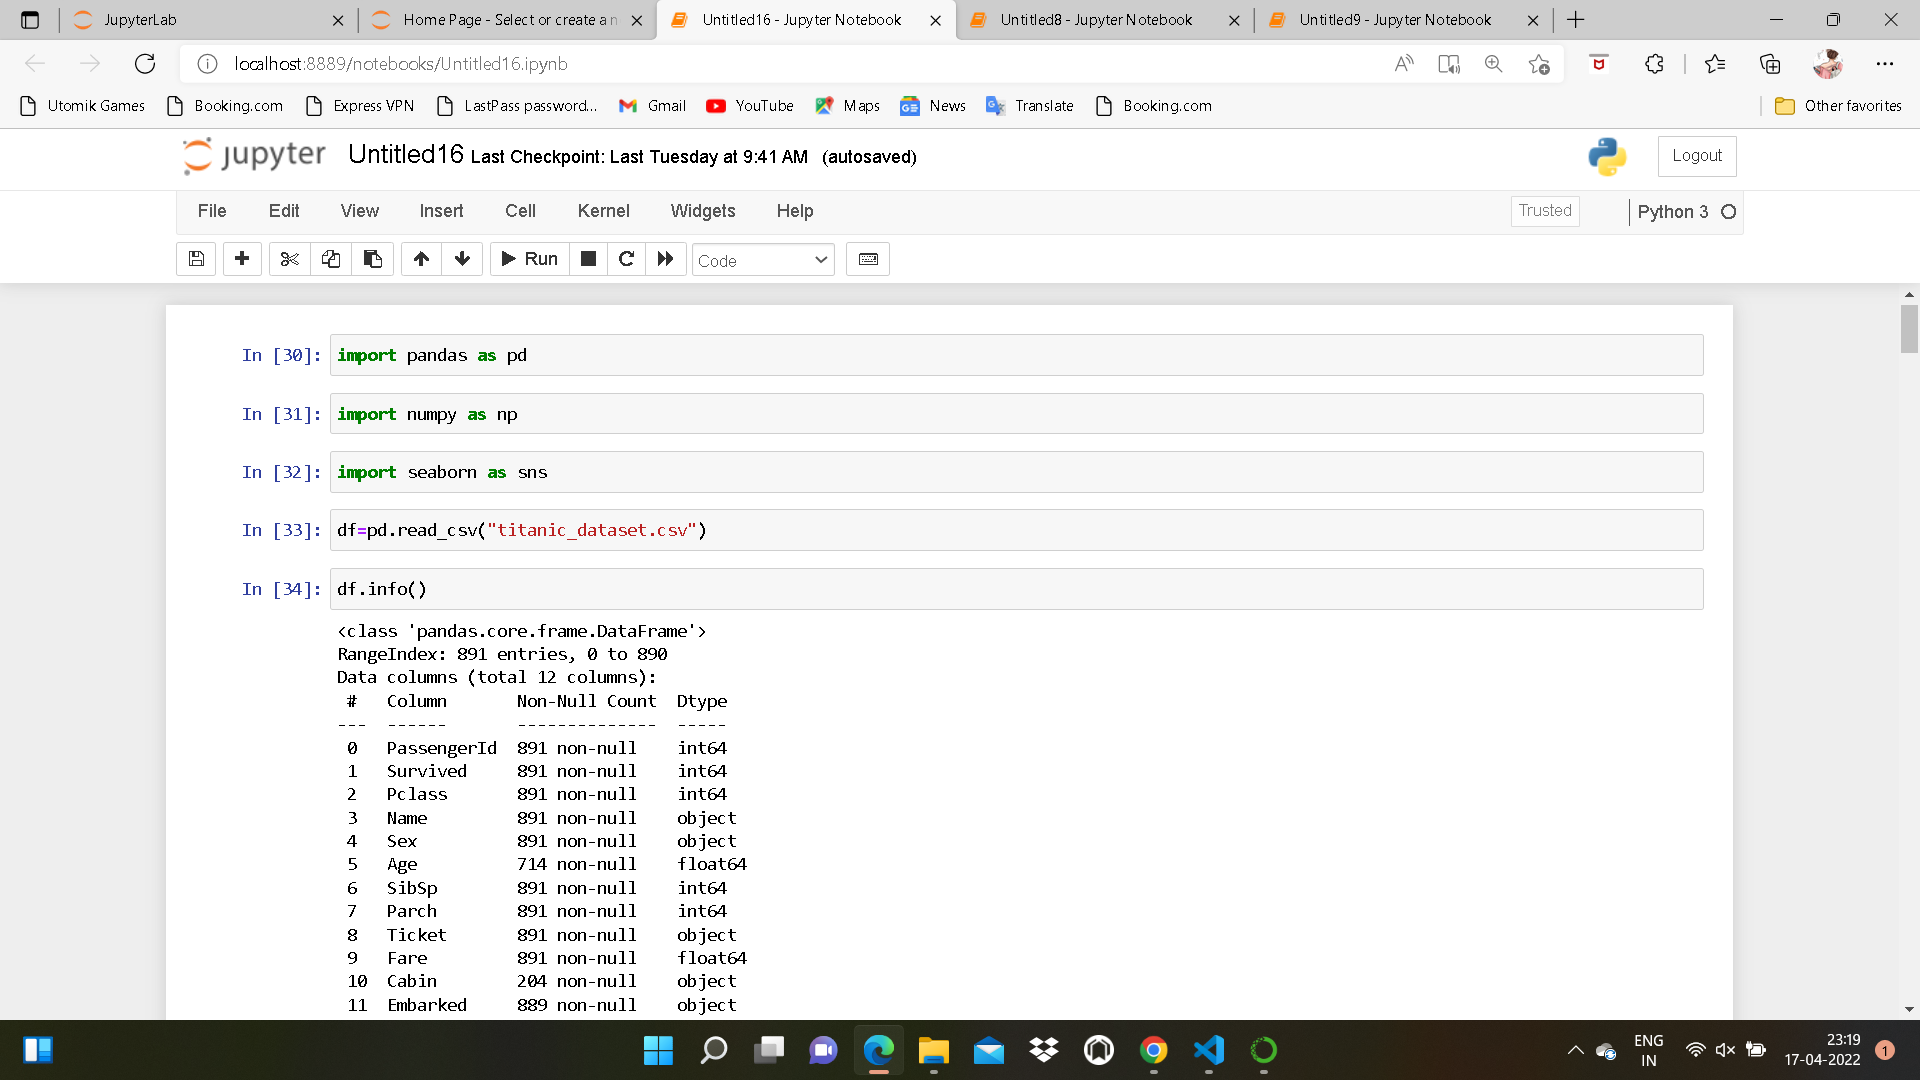 JupyterLab
Home Page - Select or create a n
Untitled16 - Jupyter Notebook
Untitled8 - Jupyter Notebook
Untitled9 - Jupyter Notebook
localhost:8889/notebooks/Untitled16.ipynb
Utomik Games
Booking.com
Express VPN
LastPass password...
Gmail
YouTube
Maps
News
Translate
Booking.com
Other favorites
jupyter Untitled16 Last Checkpoint: Last Tuesday at 9:41 AM (autosaved)
Logout
File Edit View Insert Cell Kernel Widgets Help
Trusted
Python 3
Run
Code
In [30]: import pandas as pd
In [31]: import numpy as np
In [32]: import seaborn as sns
In [33]: df=pd.read_csv("titanic_dataset.csv")
In [34]: df.info()
<class 'pandas.core.frame.DataFrame'>
RangeIndex: 891 entries, 0 to 890
Data columns (total 12 columns):
# Column Non-Null Count Dtype
--- ------ -------------- -----
0 PassengerId 891 non-null int64
1 Survived 891 non-null int64
2 Pclass 891 non-null int64
3 Name 891 non-null object
4 Sex 891 non-null object
5 Age 714 non-null float64
6 SibSp 891 non-null int64
7 Parch 891 non-null int64
8 Ticket 891 non-null object
9 Fare 891 non-null float64
10 Cabin 204 non-null object
11 Embarked 889 non-null object
ENG
IN
23:19
17-04-2022
1